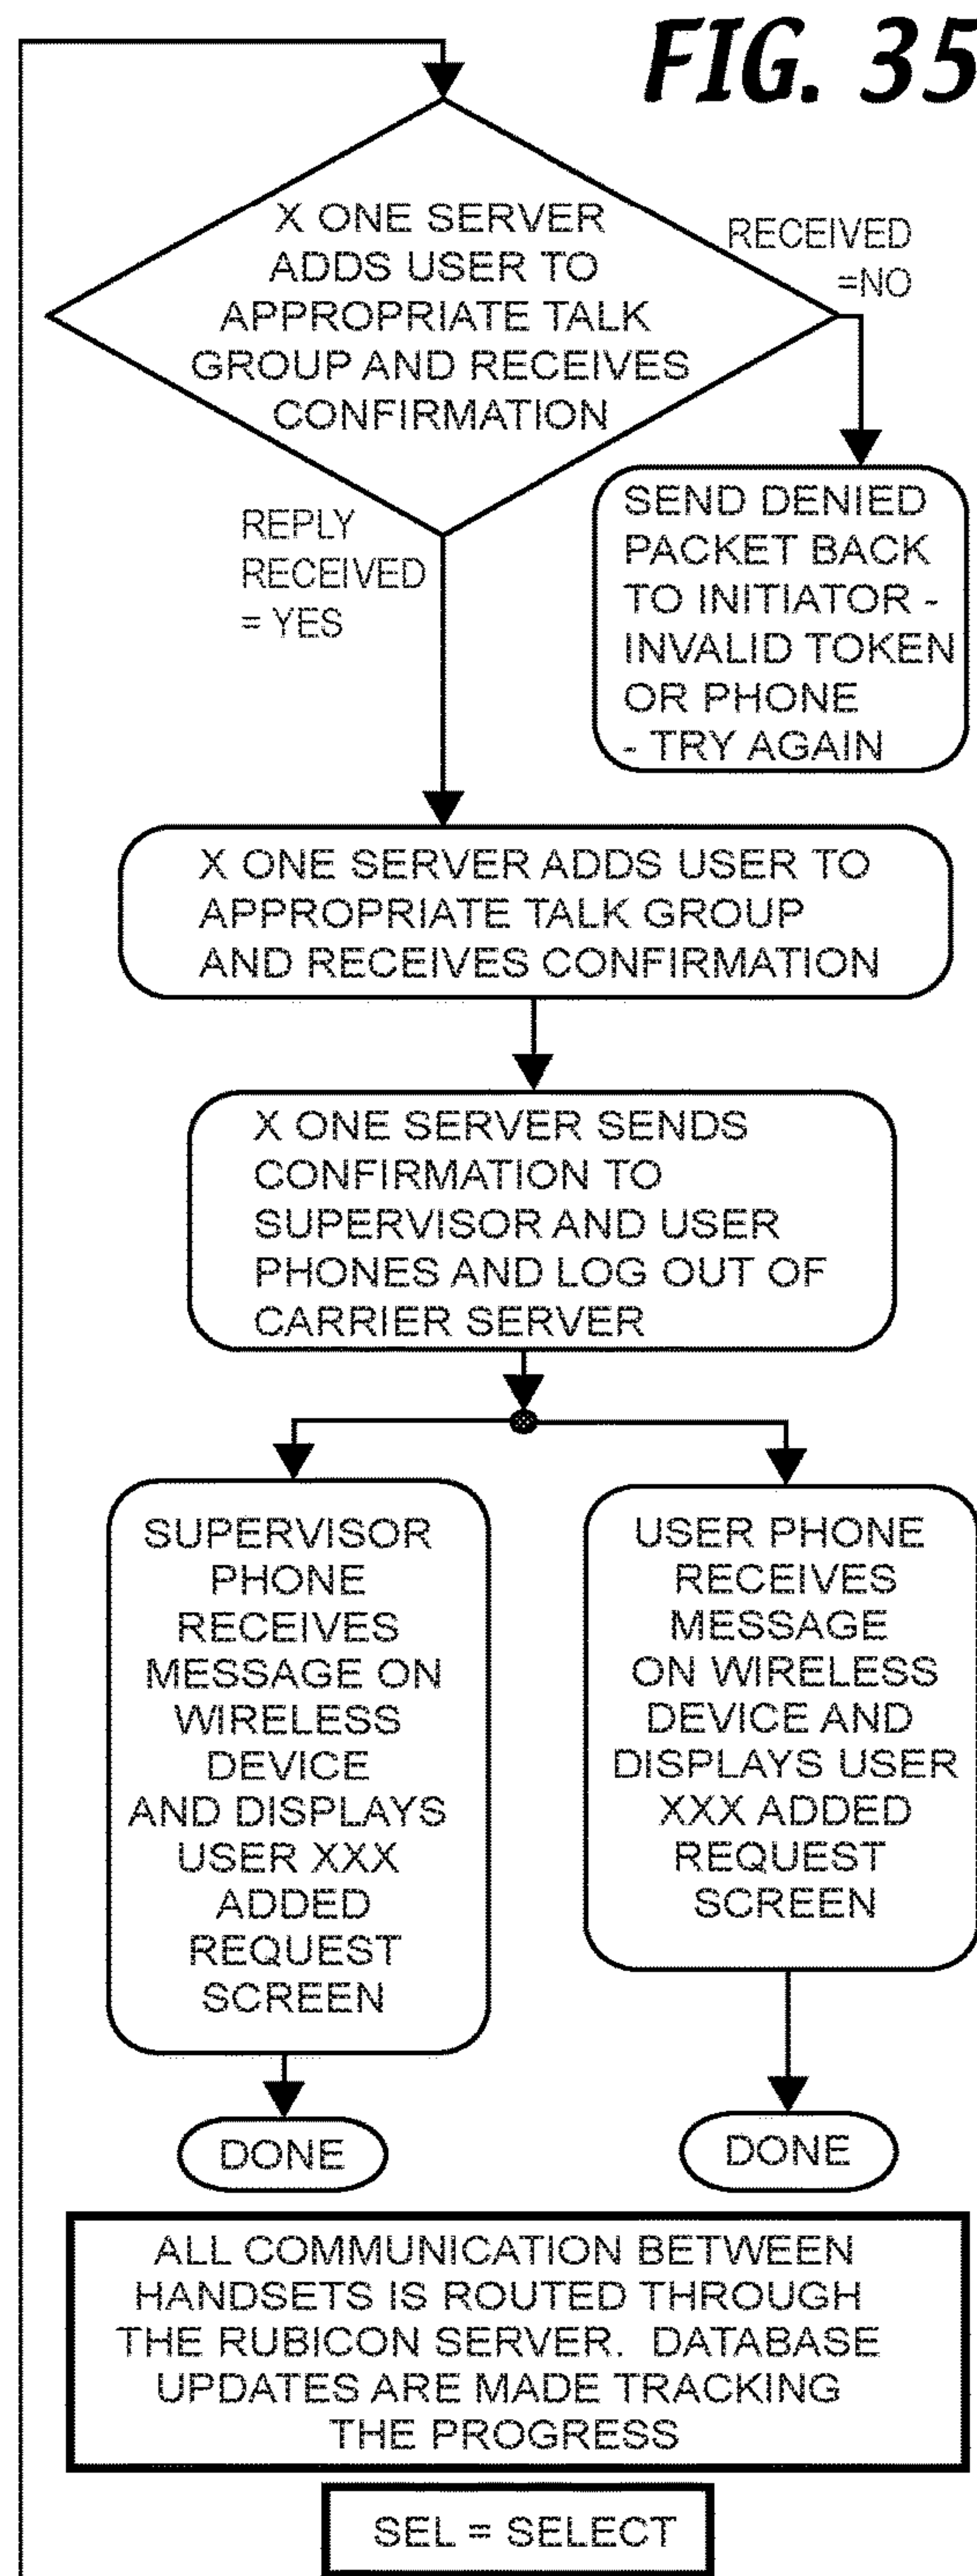 FIG. 35
X ONE SERVER
ADDS USER TO
APPROPRIATE TALK
GROUP AND RECEIVES
CONFIRMATION
RECEIVED
=NO
REPLY
RECEIVED
= YES
SEND DENIED
PACKET BACK
TO INITIATOR -
INVALID TOKEN
OR PHONE
- TRY AGAIN
X ONE SERVER ADDS USER TO
APPROPRIATE TALK GROUP
AND RECEIVES CONFIRMATION
X ONE SERVER SENDS
CONFIRMATION TO
SUPERVISOR AND USER
PHONES AND LOG OUT OF
CARRIER SERVER
SUPERVISOR
PHONE
RECEIVES
MESSAGE ON
WIRELESS
DEVICE
AND DISPLAYS
USER XXX
ADDED
REQUEST
SCREEN
USER PHONE
RECEIVES
MESSAGE
ON WIRELESS
DEVICE AND
DISPLAYS USER
XXX ADDED
REQUEST
SCREEN
DONE
DONE
ALL COMMUNICATION BETWEEN
HANDSETS IS ROUTED THROUGH
THE RUBICON SERVER. DATABASE
UPDATES ARE MADE TRACKING
THE PROGRESS
SEL = SELECT